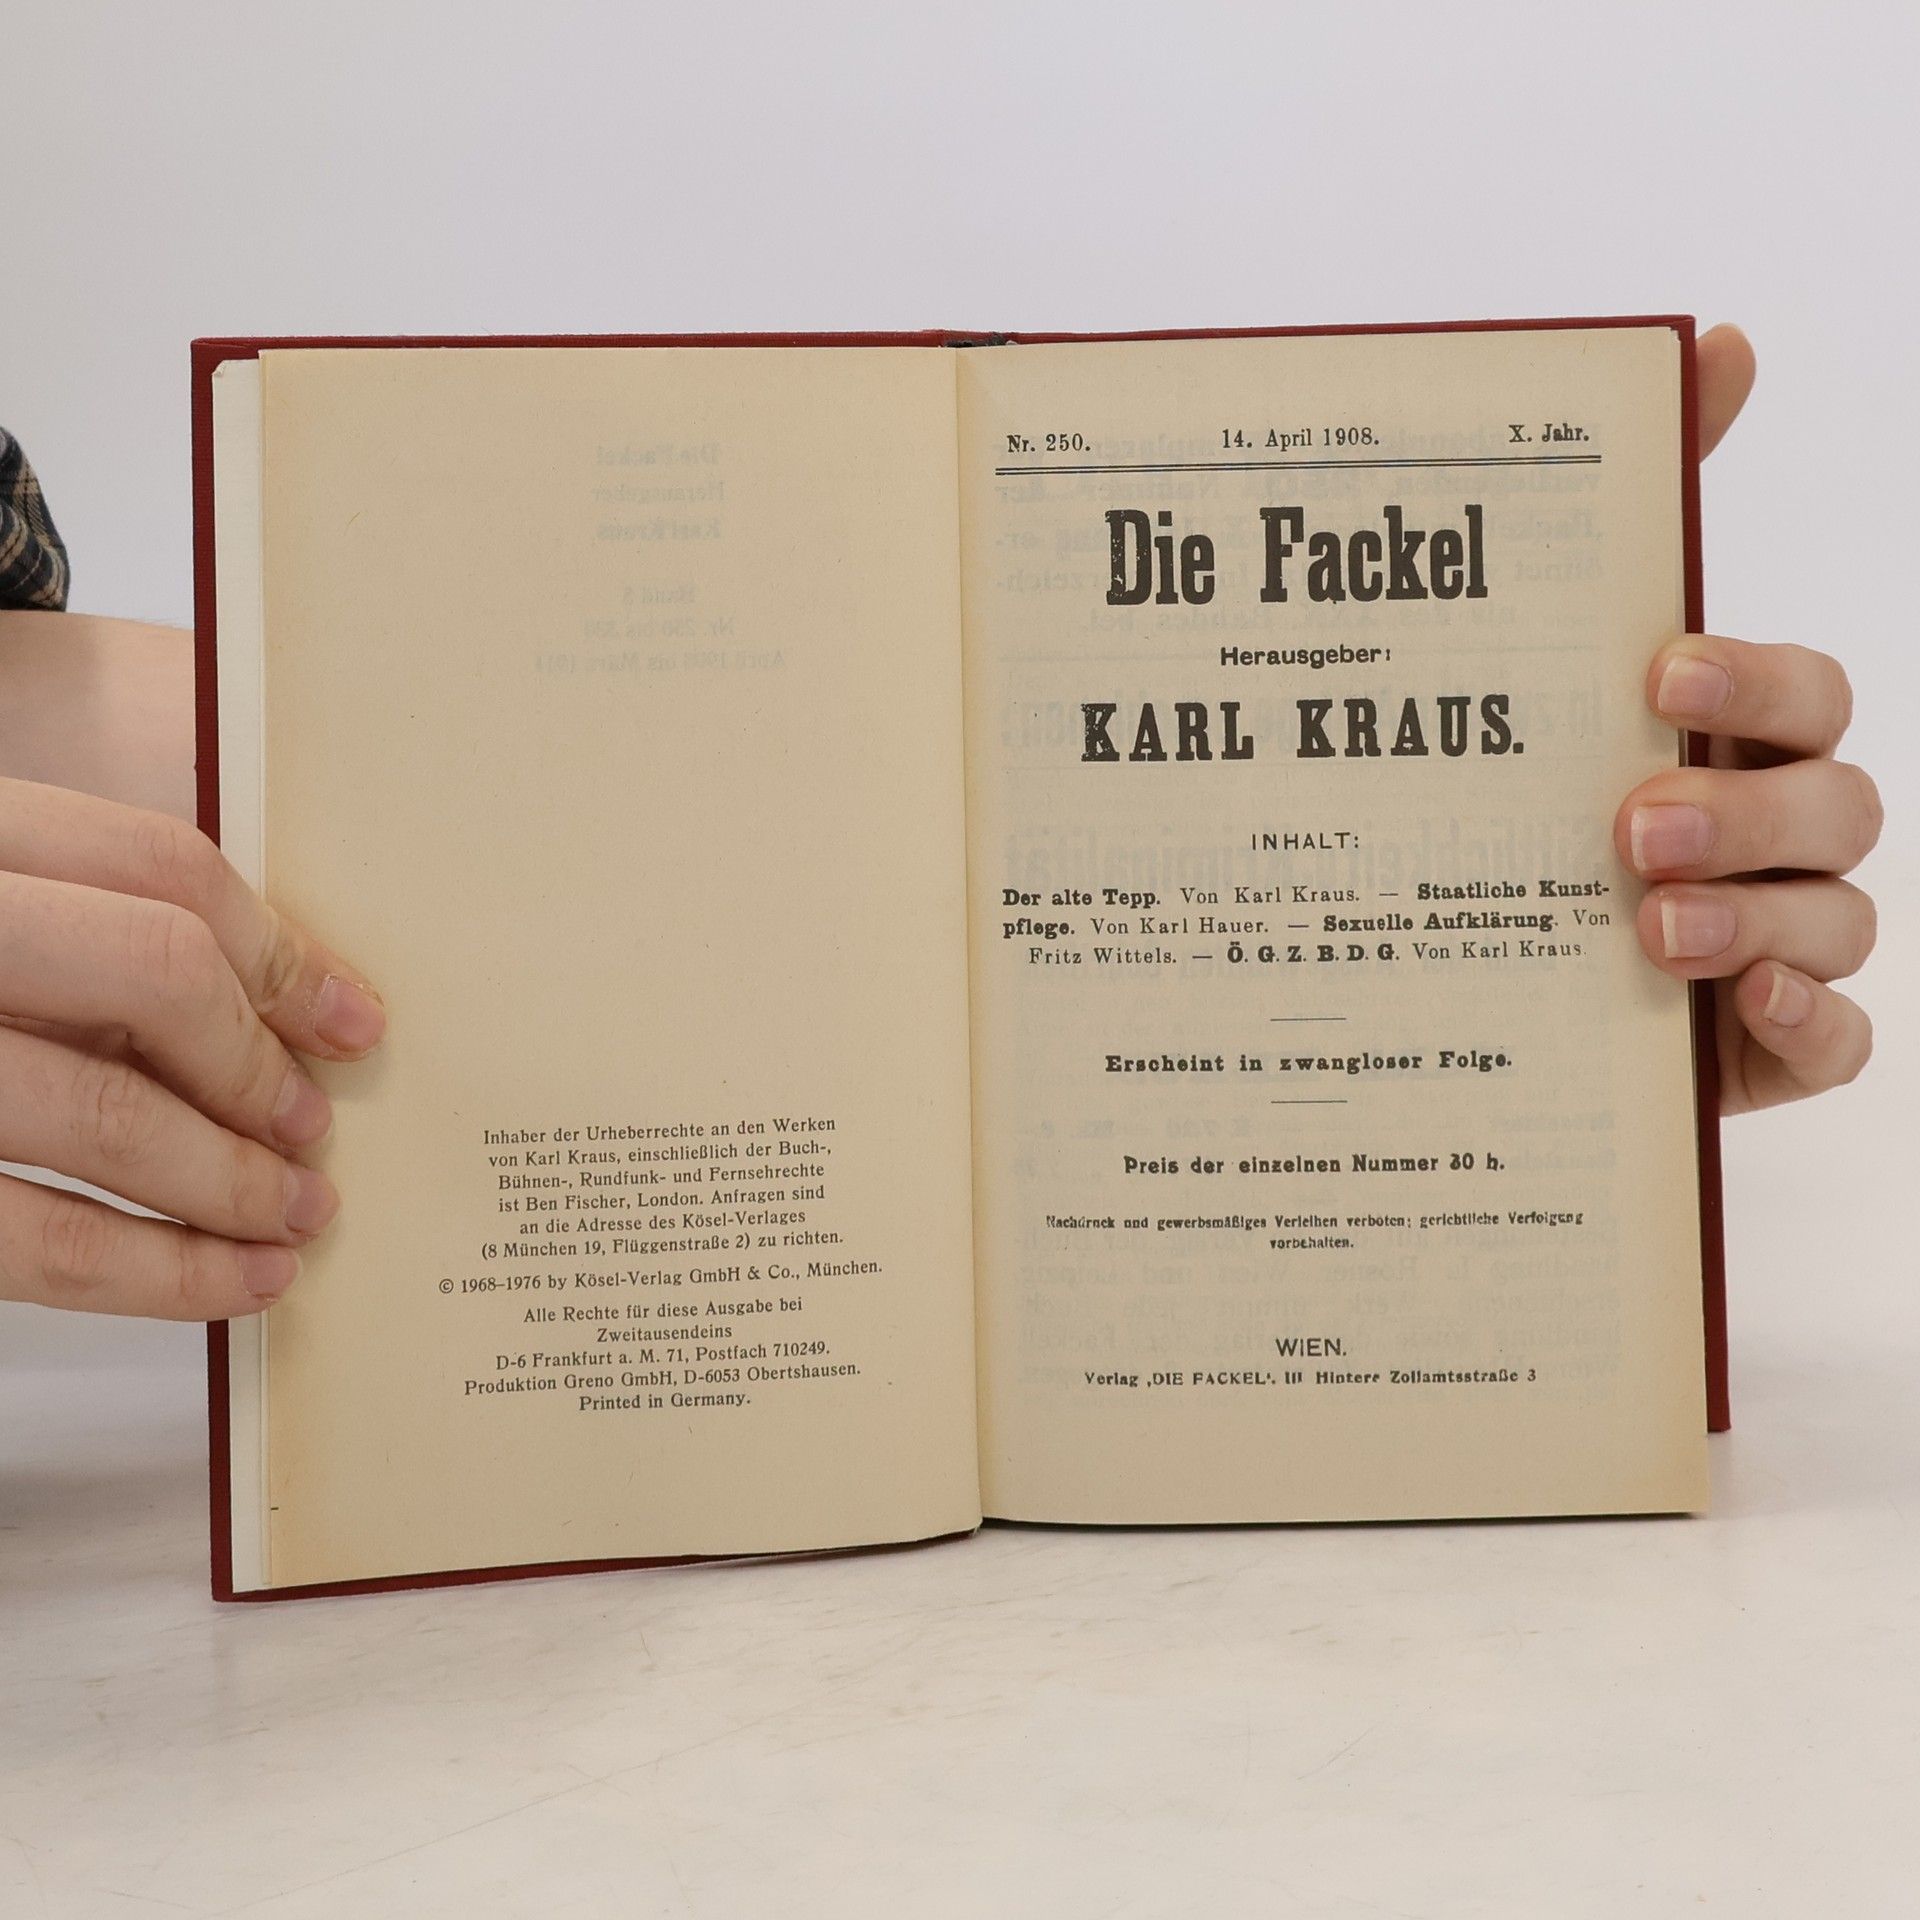 Inhaber der Urheberrechte an den Werken
von Karl Kraus, einschließlich der Buch-,
Bühnen-, Rundfunk- und Fernsehrechte
ist Ben Fischer, London. Anfragen sind
an die Adresse des Kösel-Verlages
(8 München 19, Flüggenstraße 2) zu richten.
© 1968–1976 by Kösel-Verlag GmbH & Co., München.
Alle Rechte für diese Ausgabe bei
Zweitausendeins
D-6 Frankfurt a. M. 71, Postfach 710249.
Produktion Greno GmbH, D-6053 Obertshausen.
Printed in Germany.
Nr. 250. 14. April 1908. X. Jahr.
Die Fackel
Herausgeber:
KARL KRAUS.
INHALT:
Der alte Tepp. Von Karl Kraus. — Staatliche Kunst-
pflege. Von Karl Hauer. — Sexuelle Aufklärung. Von
Fritz Wittels. — Ö. G. Z. B. D. G. Von Karl Kraus.
Erscheint in zwangloser Folge.
Preis der einzelnen Nummer 30 h.
Nachdruck und gewerbsmäßiges Verleihen verboten; gerichtliche Verfolgung
vorbehalten.
WIEN.
Verlag ‚DIE FACKEL‘, III Hintere Zollamtsstraße 3